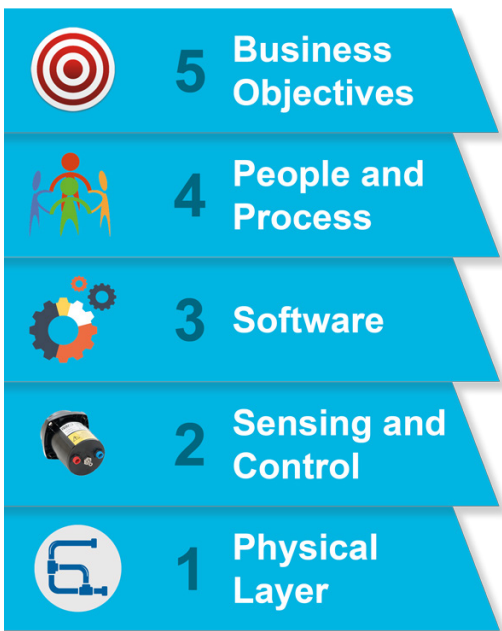 5 Business
Objectives
4 People and
Process
3 Software
2 Sensing and
Control
1 Physical
Layer